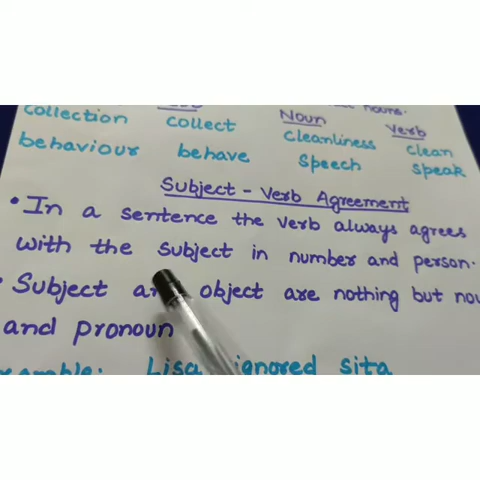 nouns.
collection collect Noun Verb
behaviour behave cleanliness clean
speech speak
Subject - Verb Agreement
• In a sentence the verb always agrees
with the subject in number and person.
• Subject object are nothing but
and pronoun
Lisa ignored sita